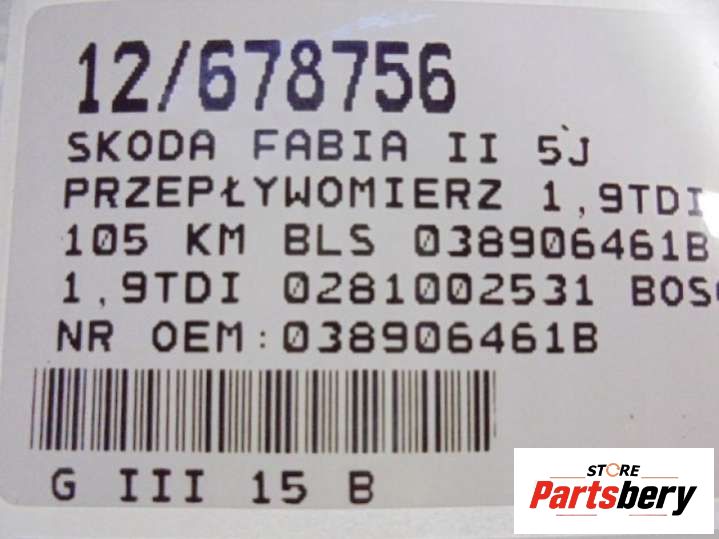 12/678756
SKODA FABIA II 5J
PRZEPŁYWOMIERZ 1,9TDI
105 KM BLS 038906461B
1,9TDI 0281002531
NR OEM:038906461B
G III 15 B
STORE
Partsbery